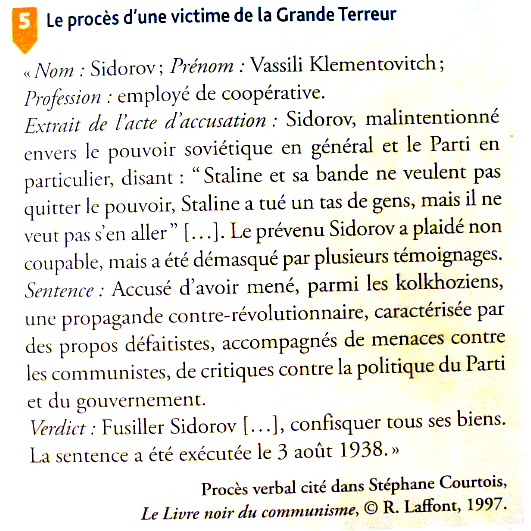 5 Le procès d'une victime de la Grande Terreur
« Nom : Sidorov ; Prénom : Vassili Klementovitch ;
Profession : employé de coopérative.
Extrait de l'acte d'accusation : Sidorov, malintentionné
envers le pouvoir soviétique en général et le Parti en
particulier, disant : “Staline et sa bande ne veulent pas
quitter le pouvoir, Staline a tué un tas de gens, mais il ne
veut pas s'en aller” [...]. Le prévenu Sidorov a plaidé non
coupable, mais a été démasqué par plusieurs témoignages.
Sentence : Accusé d'avoir mené, parmi les kolkhoziens,
une propagande contre-révolutionnaire, caractérisée par
des propos défaitistes, accompagnés de menaces contre
les communistes, de critiques contre la politique du Parti
et du gouvernement.
Verdict : Fusiller Sidorov [...], confisquer tous ses biens.
La sentence a été exécutée le 3 août 1938. »
Procès verbal cité dans Stéphane Courtois,
Le Livre noir du communisme, © R. Laffont, 1997.